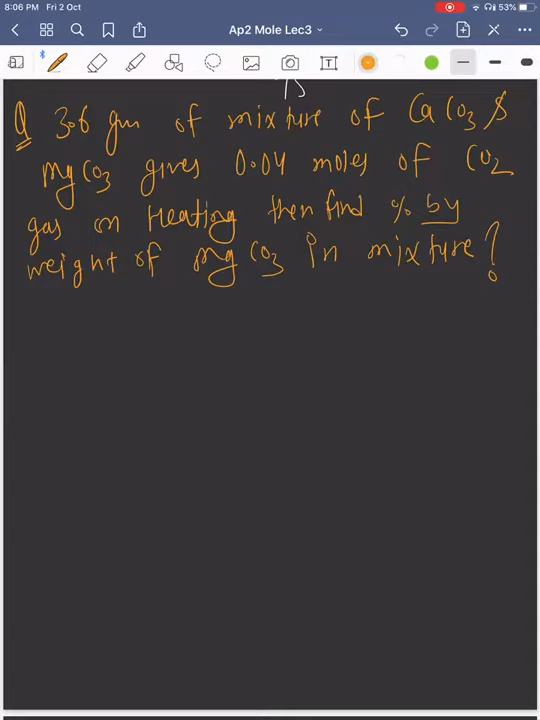 8:06 PM Fri 2 Oct 53%
Ap2 Mole Lec3
Q 3.6 gm of mixture of CaCO3 &
MgCO3 gives 0.04 moles of CO2
gas on Heating then find % by
weight of MgCO3 in mixture?